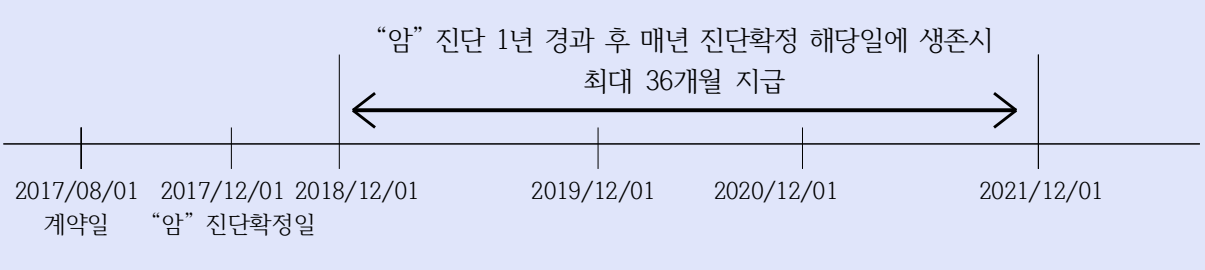 “암” 진단 1년 경과 후 매년 진단확정 해당일에 생존시
최대 36개월 지급
2017/08/01 2017/12/01 2018/12/01 2019/12/01 2020/12/01 2021/12/01
계약일 “암” 진단확정일